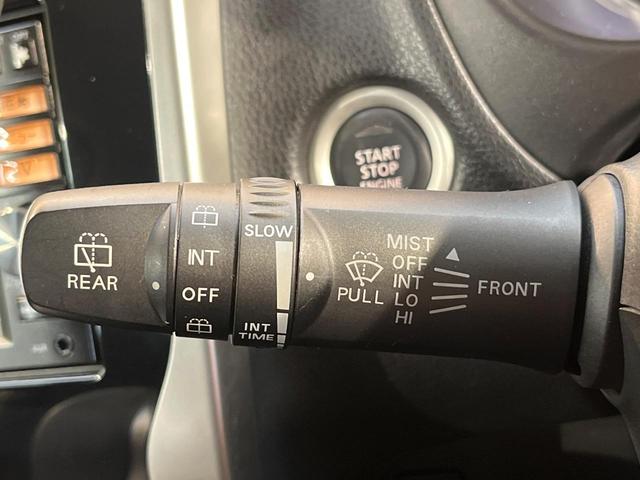 START
STOP
ENGINE
REAR
INT
OFF
SLOW
INT
TIME
PULL
MIST
OFF
INT
LO
HI
FRONT